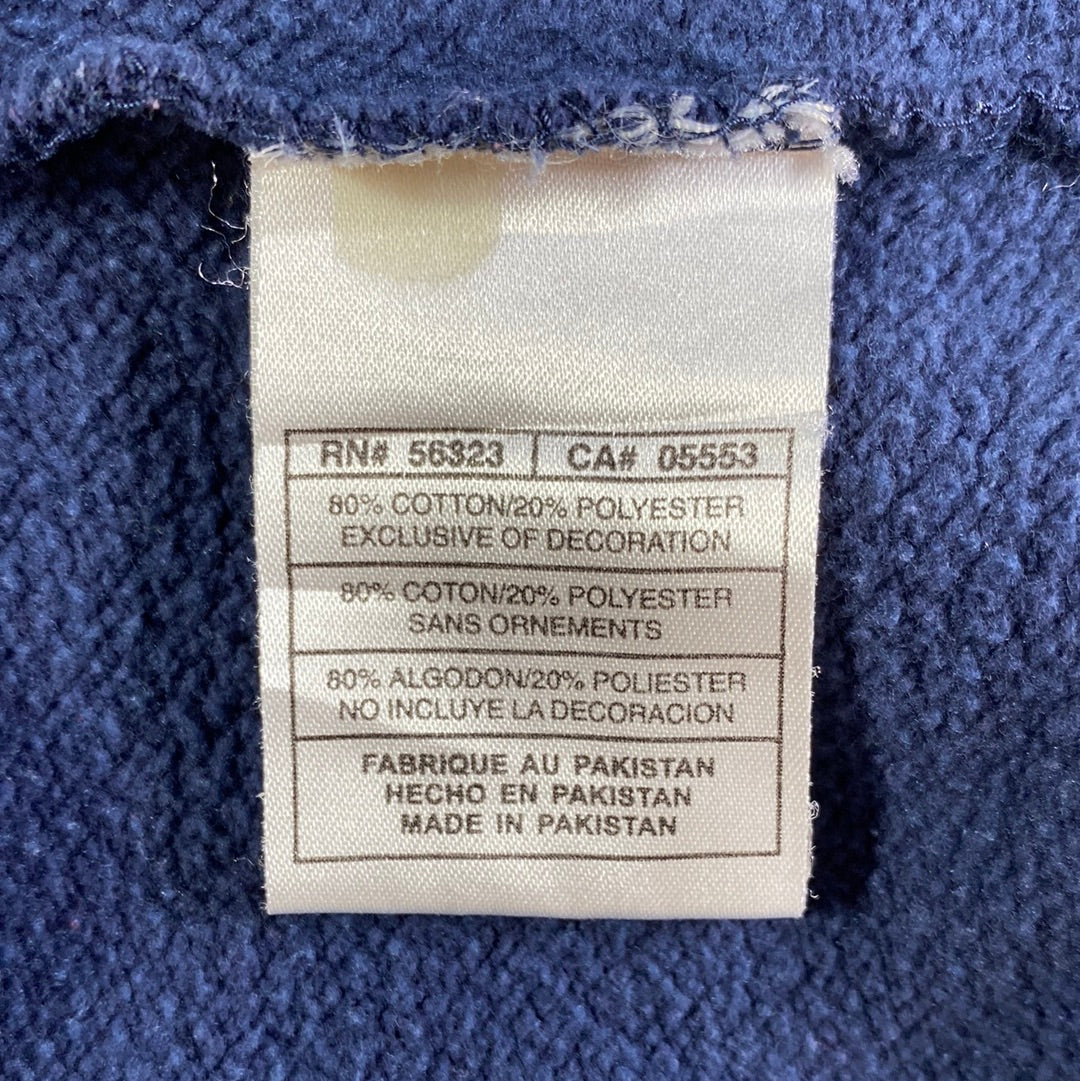 RN# 56323 | CA# 05553
80% COTTON/20% POLYESTER
EXCLUSIVE OF DECORATION
80% COTON/20% POLYESTER
SANS ORNEMENTS
80% ALGODON/20% POLIESTER
NO INCLUYE LA DECORACION
FABRIQUE AU PAKISTAN
HECHO EN PAKISTAN
MADE IN PAKISTAN